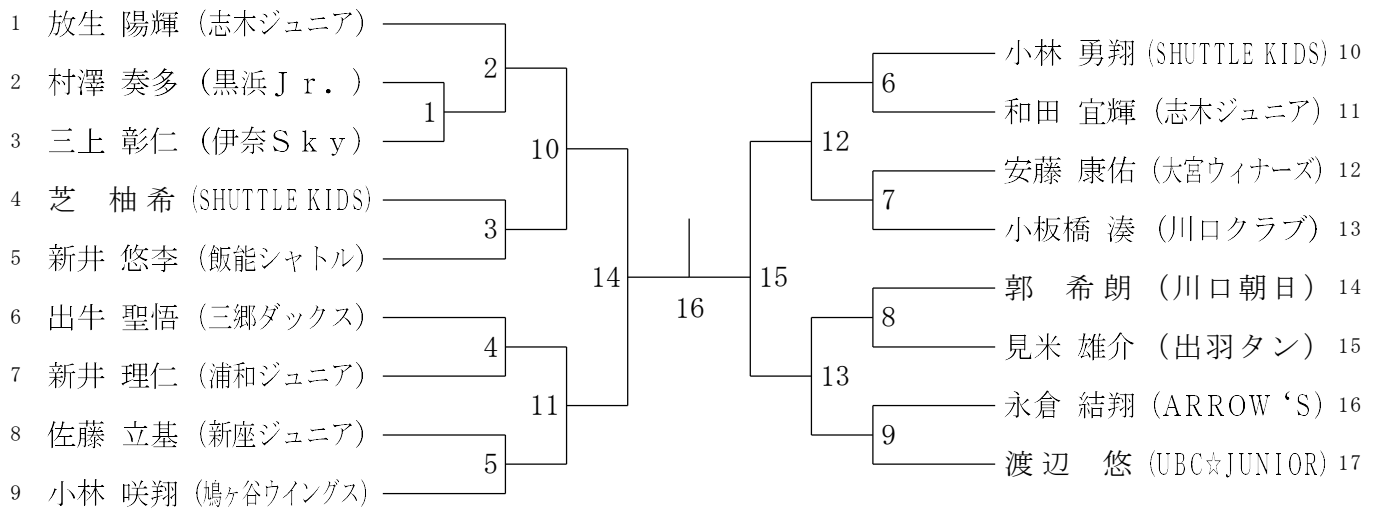 1 放生 陽輝 (志木ジュニア)
2 村澤 奏多 (黒浜Ｊｒ．)
3 三上 彰仁 (伊奈Ｓｋｙ)
4 芝 柚希 (SHUTTLE KIDS)
5 新井 悠李 (飯能シャトル)
6 出牛 聖悟 (三郷ダックス)
7 新井 理仁 (浦和ジュニア)
8 佐藤 立基 (新座ジュニア)
9 小林 咲翔 (鳩ヶ谷ウイングス)
2
1
10
3
14
4
11
5
16
15
12
6
7
13
8
9
小林 勇翔 (SHUTTLE KIDS) 10
和田 宜輝 (志木ジュニア) 11
安藤 康佑 (大宮ウィナーズ) 12
小板橋 湊 (川口クラブ) 13
郭 希朗 (川口朝日) 14
見米 雄介 (出羽タン) 15
永倉 結翔 (ARROW‘S) 16
渡辺 悠 (UBC☆JUNIOR) 17